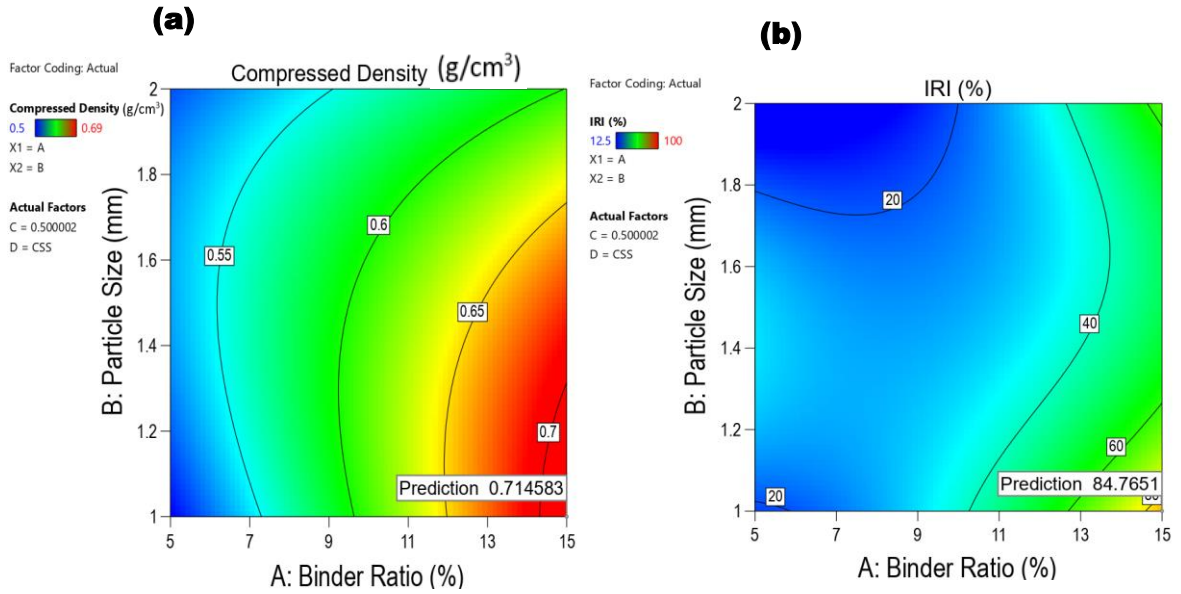 (a)
Factor Coding: Actual
Compressed Density (g/cm³)
0.5 0.69
X1 = A
X2 = B
Actual Factors
C = 0.500002
D = CSS
Compressed Density (g/cm³)
B: Particle Size (mm)
2
1.8
1.6
1.4
1.2
1
0.55
0.6
0.65
0.7
Prediction 0.714583
5 7 9 11 13 15
A: Binder Ratio (%)
(b)
Factor Coding: Actual
IRI (%)
12.5 100
X1 = A
X2 = B
Actual Factors
C = 0.500002
D = CSS
IRI (%)
B: Particle Size (mm)
2
1.8
1.6
1.4
1.2
1
20
40
60
20
Prediction 84.7651
5 7 9 11 13 15
A: Binder Ratio (%)